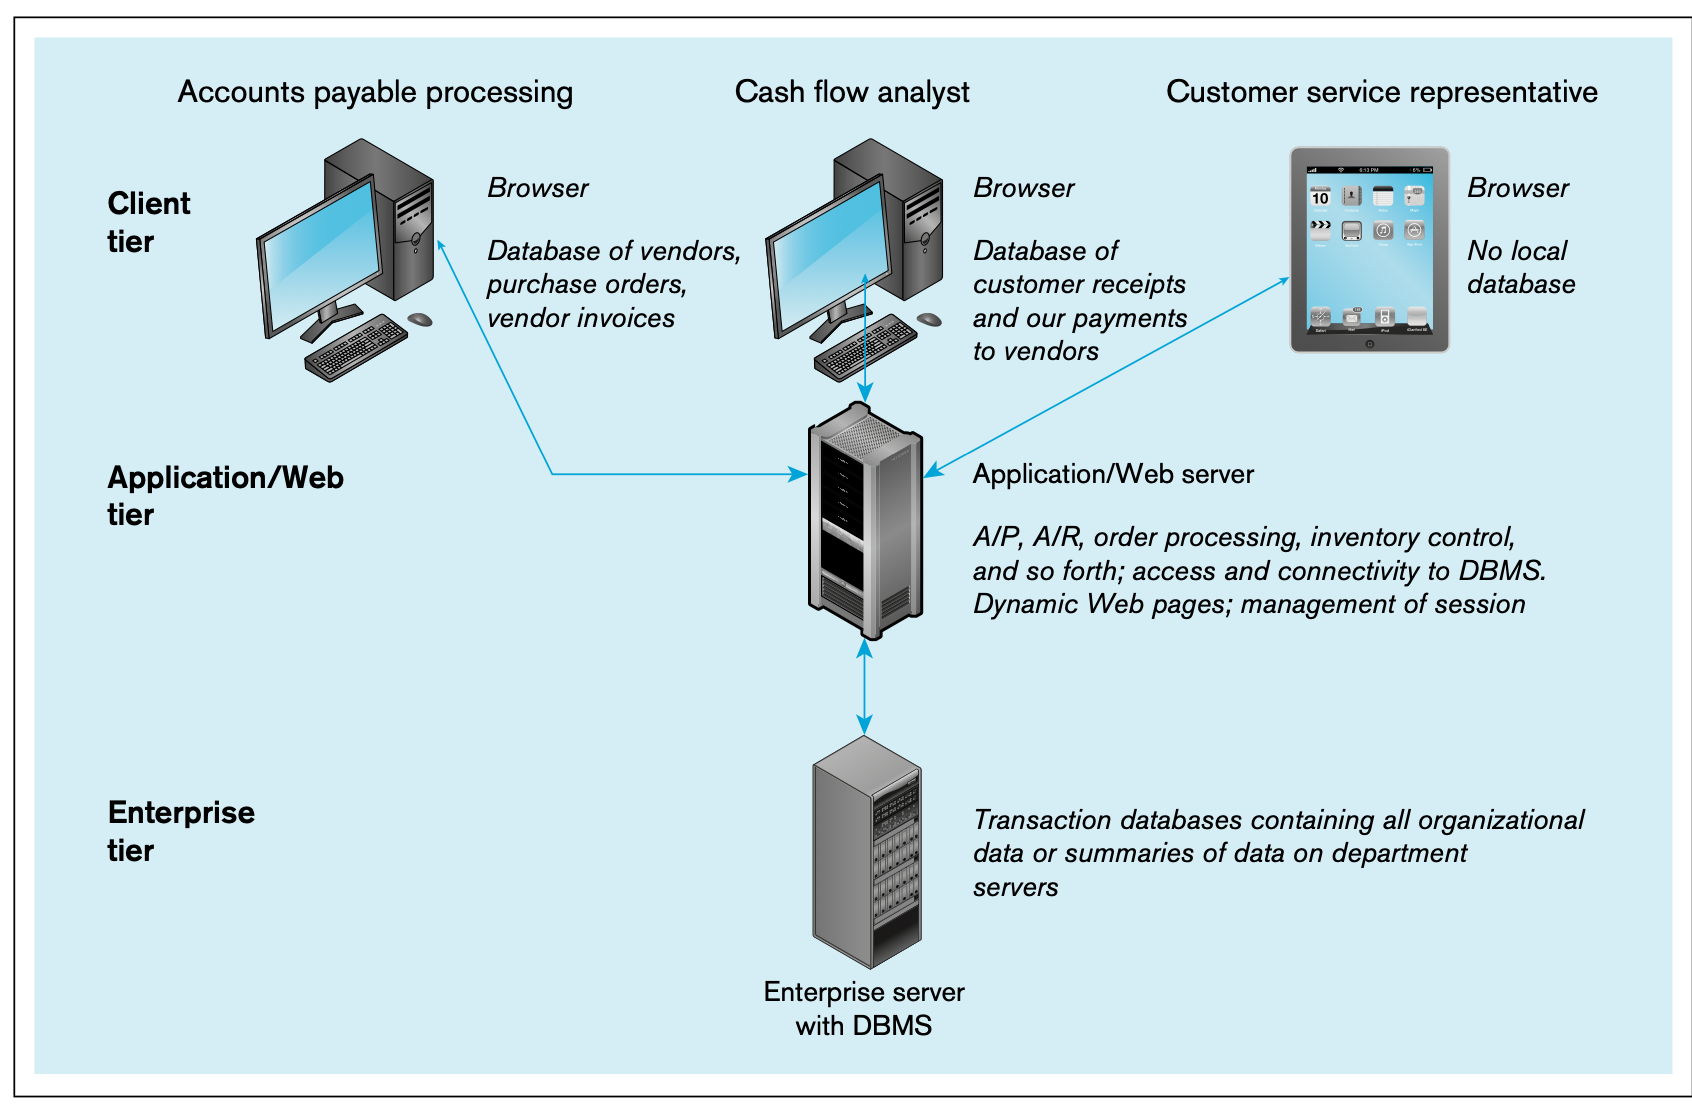 Accounts payable processing
Cash flow analyst
Customer service representative
Client
tier
Browser
Database of vendors,
purchase orders,
vendor invoices
Browser
Database of
customer receipts
and our payments
to vendors
10
Browser
No local
database
Application/Web
tier
Application/Web server
A/P, A/R, order processing, inventory control,
and so forth; access and connectivity to DBMS.
Dynamic Web pages; management of session
Enterprise
tier
Transaction databases containing all organizational
data or summaries of data on department
servers
Enterprise server
with DBMS